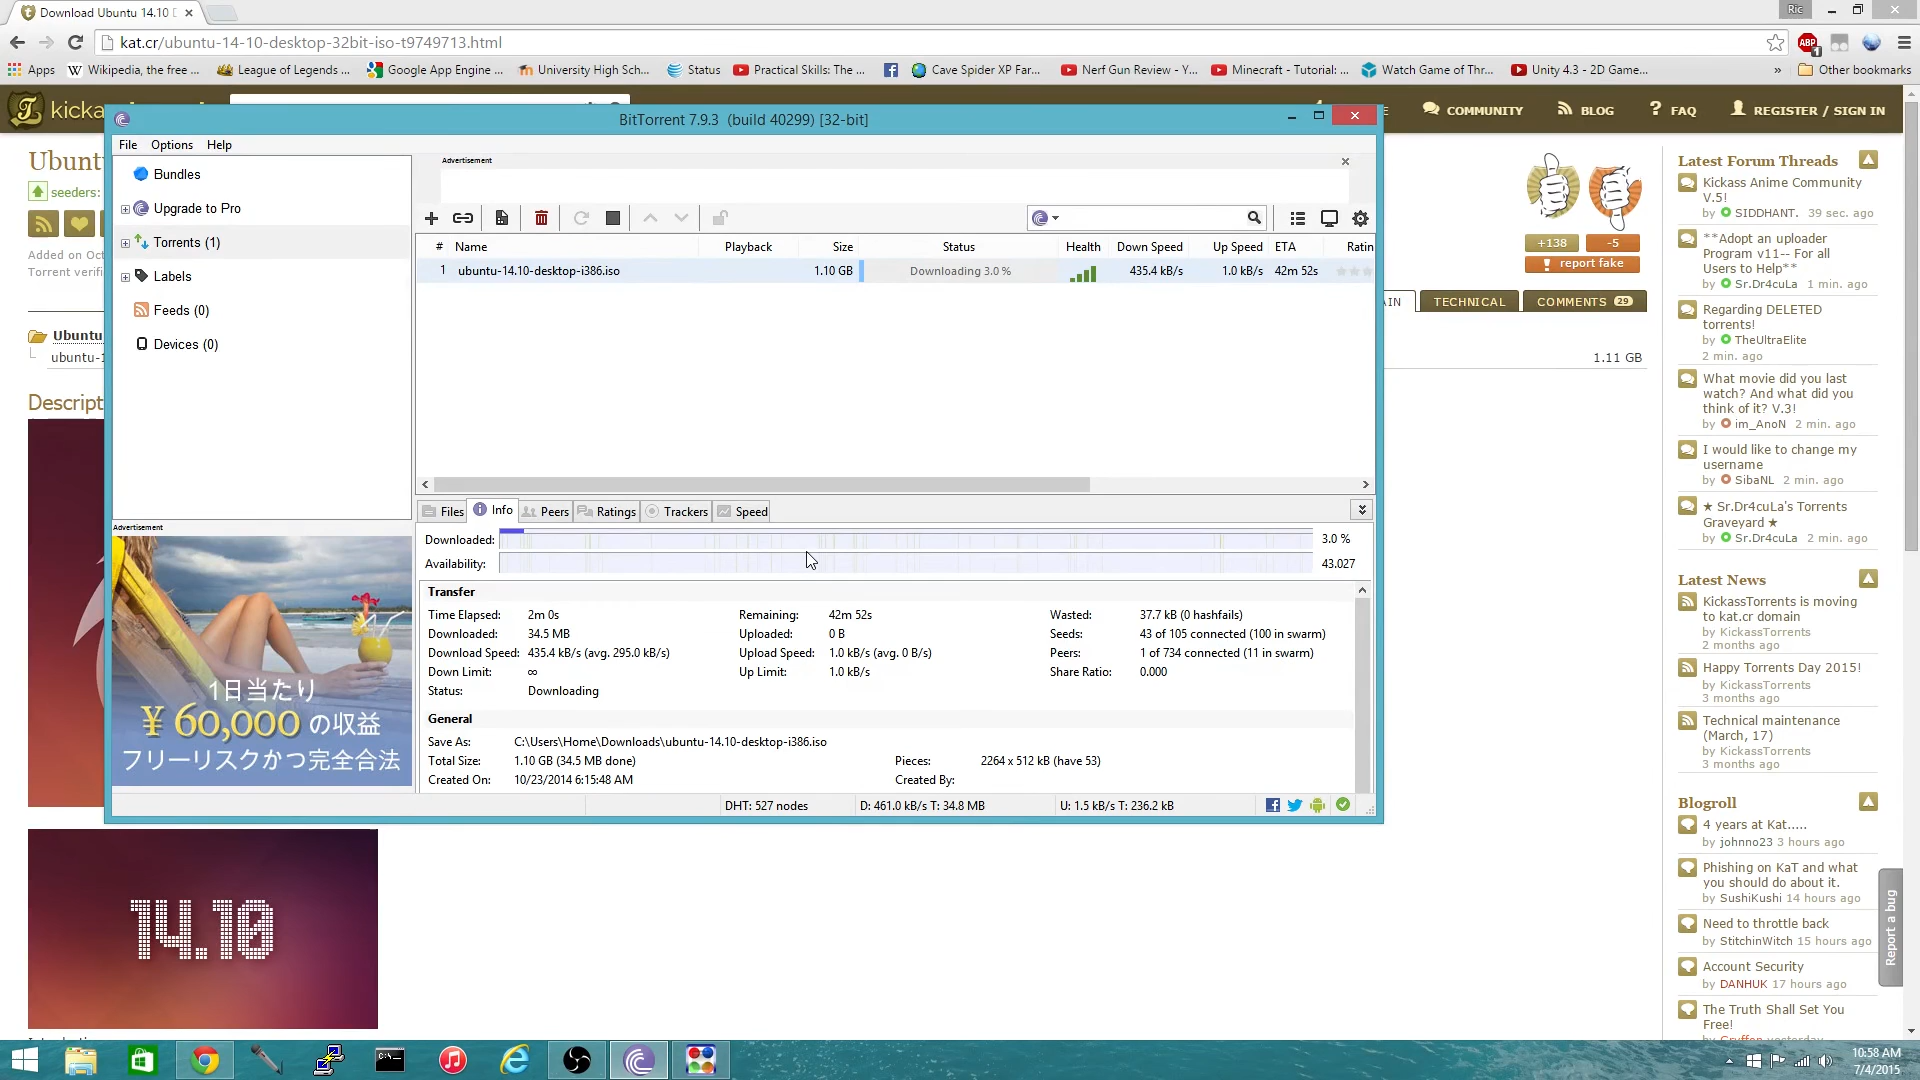 Download Ubuntu 14.10
Ric
kat.cr/ubuntu-14-10-desktop-32bit-iso-t9749713.html
ABP
1
Apps
Wikipedia, the free ...
League of Legends ...
Google App Engine ...
University High Sch...
Status
Practical Skills: The ...
Cave Spider XP Far...
Nerf Gun Review - Y...
Minecraft - Tutorial: ...
Watch Game of Thr...
Unity 4.3 - 2D Game...
»
Other bookmarks
COMMUNITY
BLOG
FAQ
REGISTER / SIGN IN
BitTorrent 7.9.3 (build 40299) [32-bit]
File Options Help
Bundles
Upgrade to Pro
Torrents (1)
Labels
Feeds (0)
Devices (0)
Advertisement
# Name Playback Size Status Health Down Speed Up Speed ETA Ratin
1 ubuntu-14.10-desktop-i386.iso 1.10 GB Downloading 3.0 % 435.4 kB/s 1.0 kB/s 42m 52s
Files Info Peers Ratings Trackers Speed
Downloaded: 3.0 %
Availability: 43.027
Transfer
Time Elapsed: 2m 0s Remaining: 42m 52s Wasted: 37.7 kB (0 hashfails)
Downloaded: 34.5 MB Uploaded: 0 B Seeds: 43 of 105 connected (100 in swarm)
Download Speed: 435.4 kB/s (avg. 295.0 kB/s) Upload Speed: 1.0 kB/s (avg. 0 B/s) Peers: 1 of 734 connected (11 in swarm)
Down Limit: ∞ Up Limit: 1.0 kB/s Share Ratio: 0.000
Status: Downloading
General
Save As: C:\Users\Home\Downloads\ubuntu-14.10-desktop-i386.iso
Total Size: 1.10 GB (34.5 MB done) Pieces: 2264 x 512 kB (have 53)
Created On: 10/23/2014 6:15:48 AM Created By:
DHT: 527 nodes D: 461.0 kB/s T: 34.8 MB U: 1.5 kB/s T: 236.2 kB
Advertisement
1日当たり
¥ 60,000 の収益
フリーリスクかつ完全合法
kicka
Ubuntu
seeders:
Added on Oct
Torrent verifi
Ubuntu
ubuntu-1
Descript
14.10
+138
-5
report fake
AIN
TECHNICAL
COMMENTS 29
1.11 GB
Latest Forum Threads
Kickass Anime Community
V.5!
by SIDDHANT. 39 sec. ago
**Adopt an uploader
Program v11-- For all
Users to Help**
by Sr.Dr4cuLa 1 min. ago
Regarding DELETED
torrents!
by TheUltraElite
2 min. ago
What movie did you last
watch? And what did you
think of it? V.3!
by im_AnoN 2 min. ago
I would like to change my
username
by SibaNL 2 min. ago
★ Sr.Dr4cuLa's Torrents
Graveyard ★
by Sr.Dr4cuLa 2 min. ago
Latest News
KickassTorrents is moving
to kat.cr domain
by KickassTorrents
2 months ago
Happy Torrents Day 2015!
by KickassTorrents
3 months ago
Technical maintenance
(March, 17)
by KickassTorrents
3 months ago
Blogroll
4 years at Kat.....
by johnno23 3 hours ago
Phishing on KaT and what
you should do about it.
by SushiKushi 14 hours ago
Need to throttle back
by StitchinWitch 15 hours ago
Account Security
by DANHUK 17 hours ago
The Truth Shall Set You
Free!
Report a bug
10:58 AM
7/4/2015